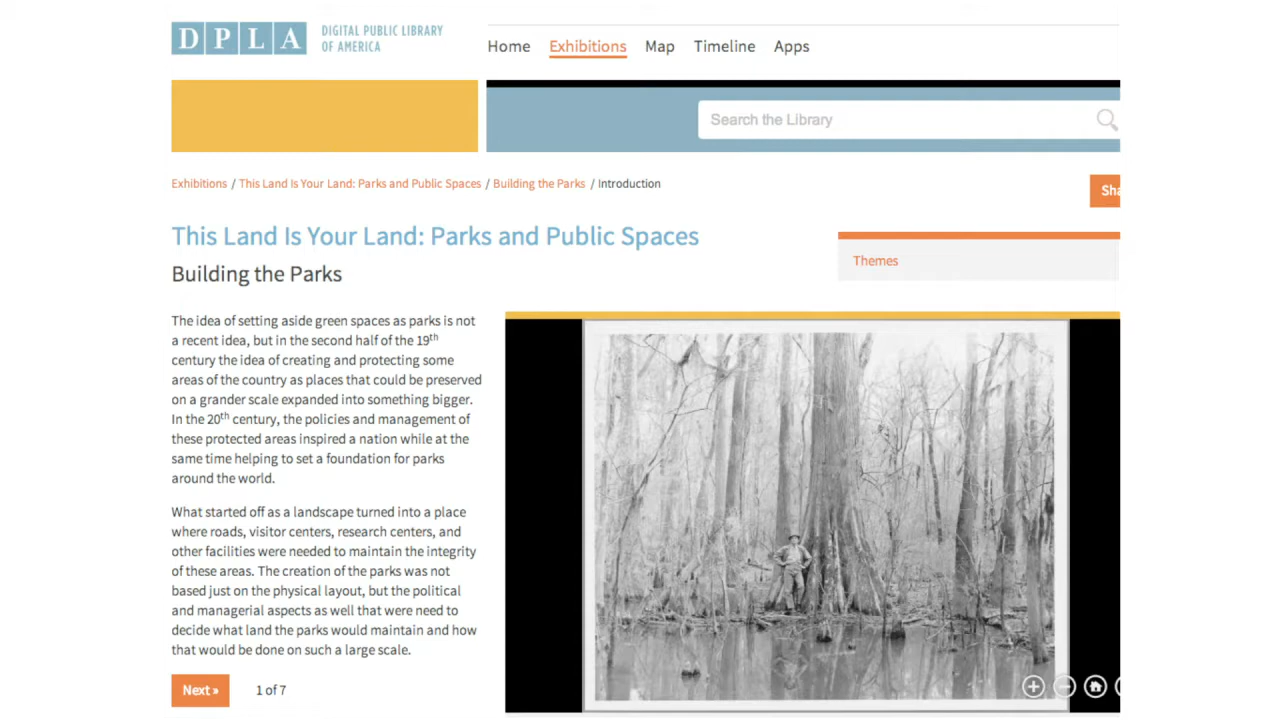 DPLA
DIGITAL PUBLIC LIBRARY
OF AMERICA
Home Exhibitions Map Timeline Apps
Search the Library
Exhibitions / This Land Is Your Land: Parks and Public Spaces / Building the Parks / Introduction
Sha
This Land Is Your Land: Parks and Public Spaces
Themes
Building the Parks
The idea of setting aside green spaces as parks is not
a recent idea, but in the second half of the 19th
century the idea of creating and protecting some
areas of the country as places that could be preserved
on a grander scale expanded into something bigger.
In the 20th century, the policies and management of
these protected areas inspired a nation while at the
same time helping to set a foundation for parks
around the world.
What started off as a landscape turned into a place
where roads, visitor centers, research centers, and
other facilities were needed to maintain the integrity
of these areas. The creation of the parks was not
based just on the physical layout, but the political
and managerial aspects as well that were need to
decide what land the parks would maintain and how
that would be done on such a large scale.
Next »
1 of 7